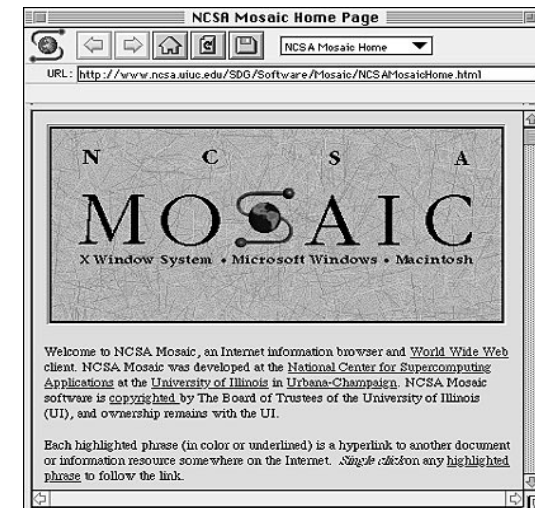 NCSA Mosaic Home Page
NCSA Mosaic Home
URL: http://www.ncsa.uiuc.edu/SDG/Software/Mosaic/NCSAMosaicHome.html
N C S A
MOSAIC
X Window System • Microsoft Windows • Macintosh
Welcome to NCSA Mosaic, an Internet information browser and World Wide Web
client. NCSA Mosaic was developed at the National Center for Supercomputing
Applications at the University of Illinois in Urbana-Champaign. NCSA Mosaic
software is copyrighted by The Board of Trustees of the University of Illinois
(UI), and ownership remains with the UI.
Each highlighted phrase (in color or underlined) is a hyperlink to another document
or information resource somewhere on the Internet. Single click on any highlighted
phrase to follow the link.